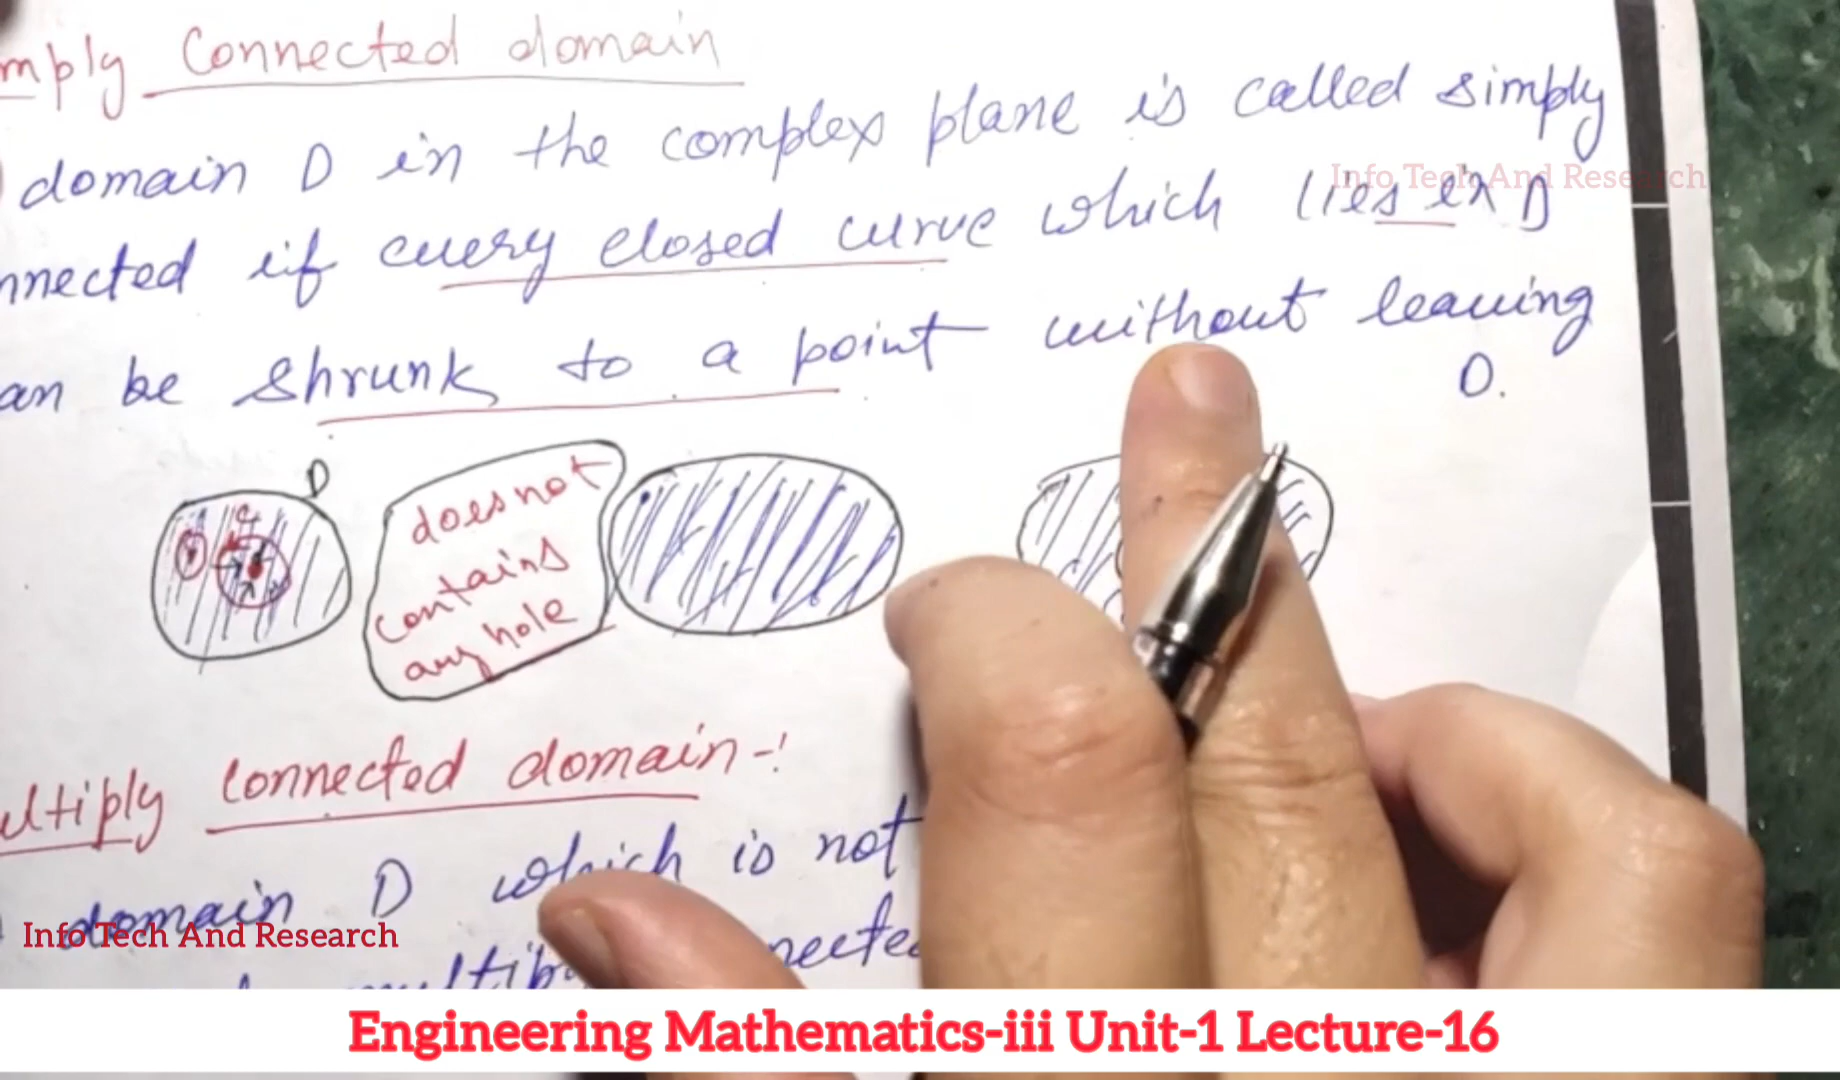 mply Connected domain
domain D in the complex plane is called simply
Info Tech And Research
nnected if every closed curve which lies in D
an be shrunk to a point without leaving
D.
D
c
does not
contains
any hole
ultiply Connected domain-!
domain D which is not
Info Tech And Research
nnecte
Engineering Mathematics-iii Unit-1 Lecture-16